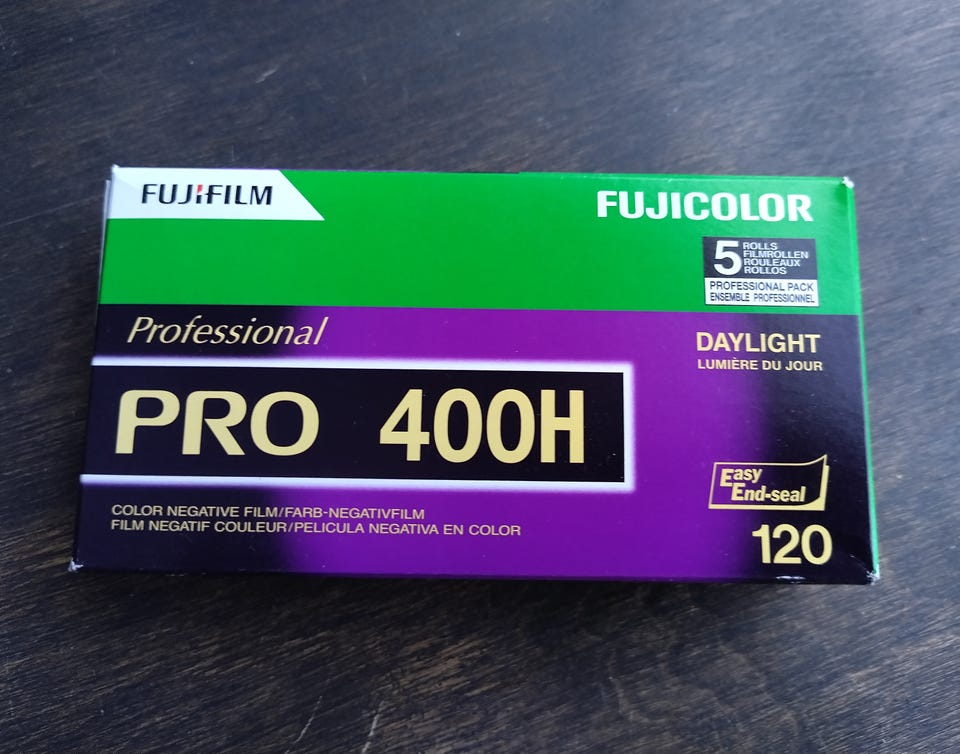 FUJIFILM
FUJICOLOR
5 ROLLS
FILMROLLEN
ROULEAUX
ROLLOS
PROFESSIONAL PACK
ENSEMBLE PROFESSIONNEL
Professional
DAYLIGHT
LUMIÈRE DU JOUR
PRO 400H
Easy
End-seal
COLOR NEGATIVE FILM/FARB-NEGATIVFILM
FILM NEGATIF COULEUR/PELICULA NEGATIVA EN COLOR
120